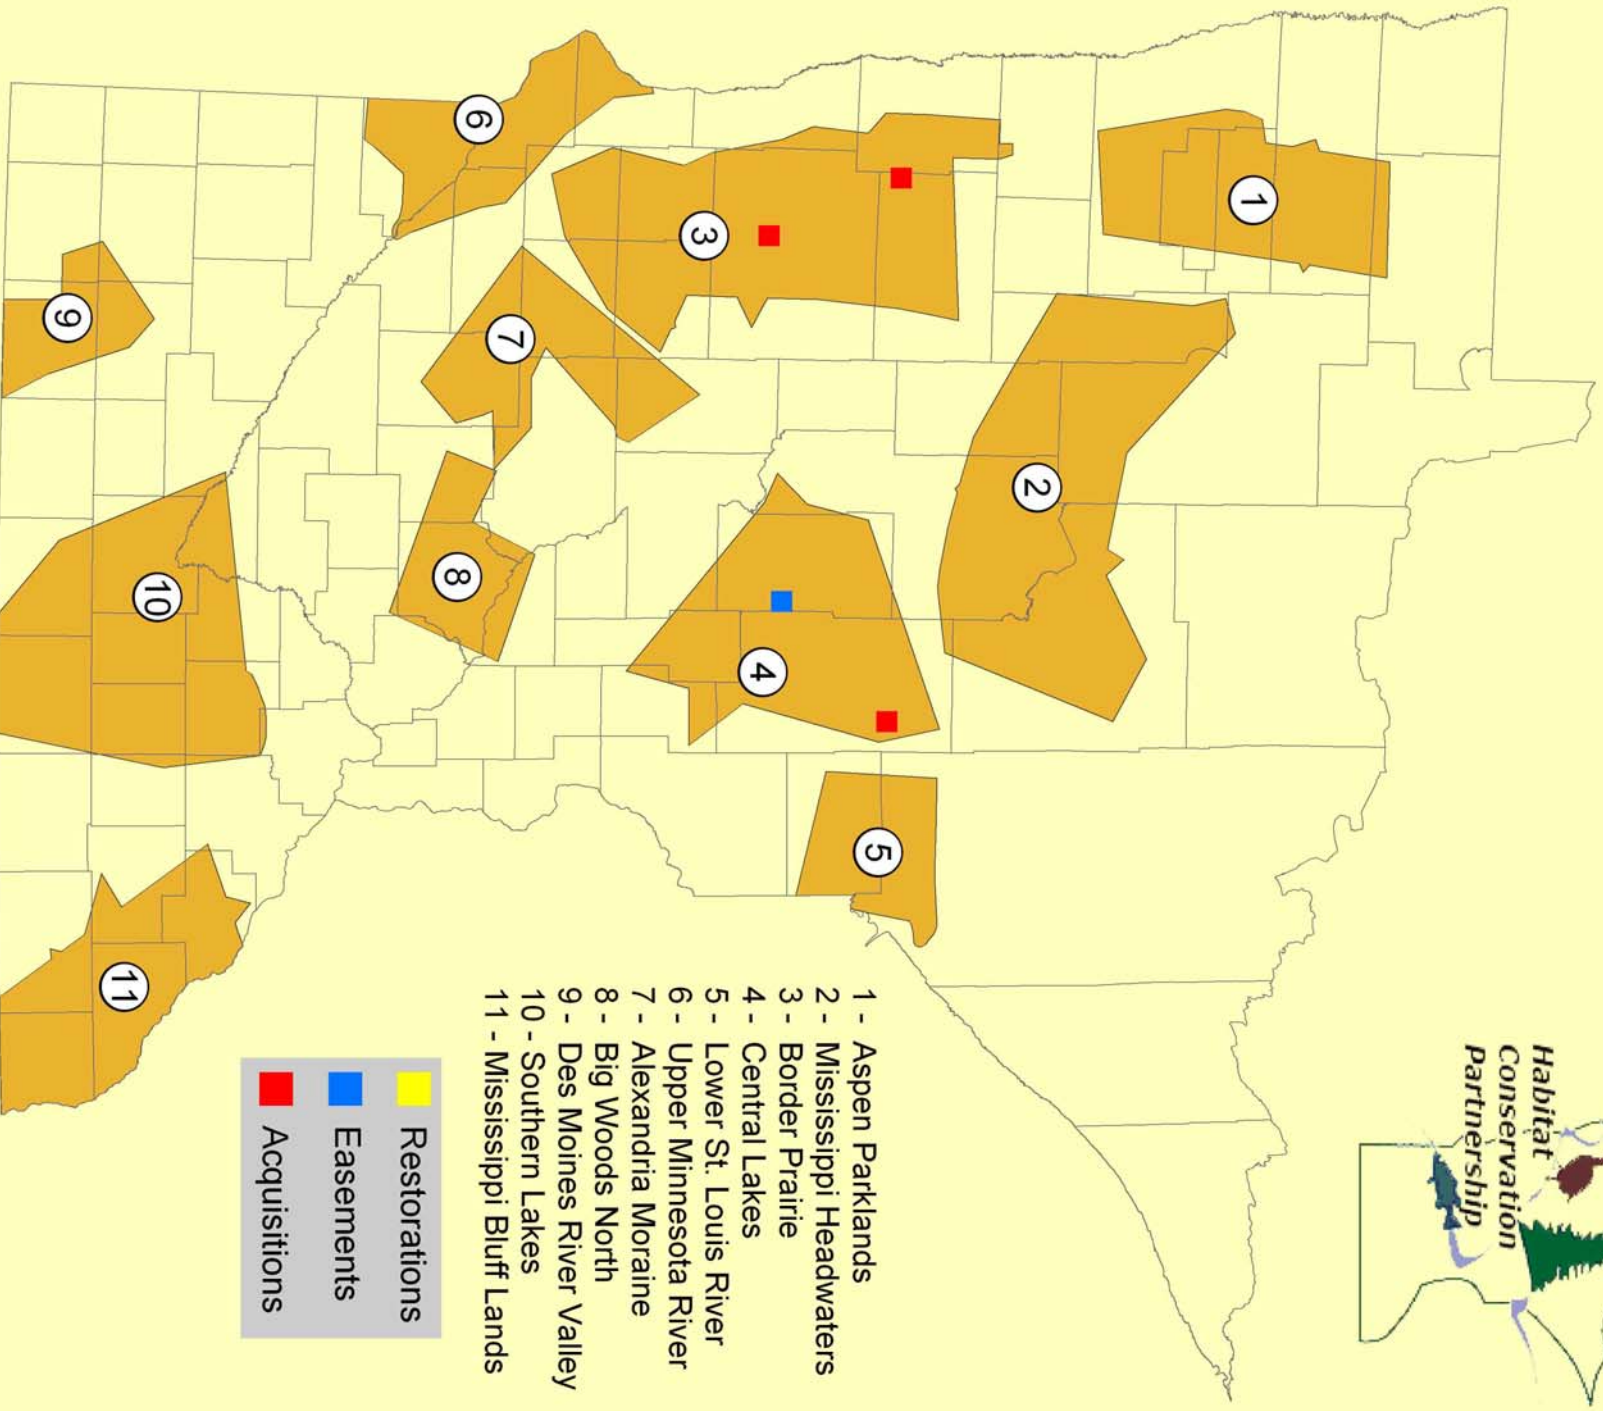 Habitat
Conservation
Partnership
1
2
3
4
5
6
7
8
9
10
11
1 - Aspen Parklands
2 - Mississippi Headwaters
3 - Border Prairie
4 - Central Lakes
5 - Lower St. Louis River
6 - Upper Minnesota River
7 - Alexandria Moraine
8 - Big Woods North
9 - Des Moines River Valley
10 - Southern Lakes
11 - Mississippi Bluff Lands
Restorations
Easements
Acquisitions